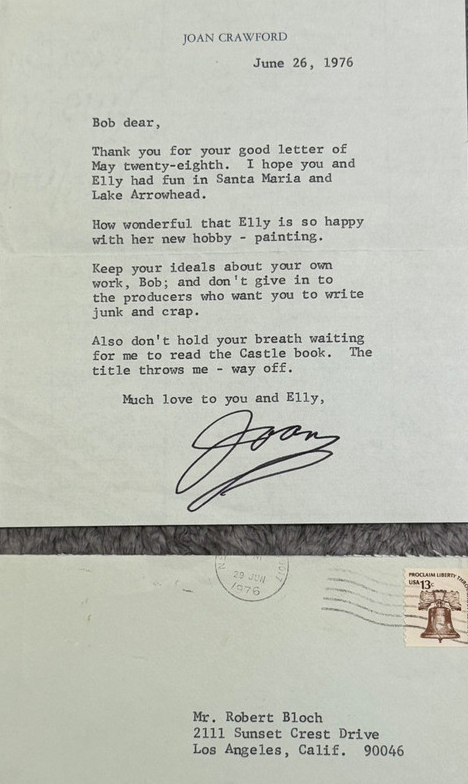 JOAN CRAWFORD
June 26, 1976
Bob dear,
Thank you for your good letter of
May twenty-eighth. I hope you and
Elly had fun in Santa Maria and
Lake Arrowhead.
How wonderful that Elly is so happy
with her new hobby - painting.
Keep your ideals about your own
work, Bob; and don't give in to
the producers who want you to write
junk and crap.
Also don't hold your breath waiting
for me to read the Castle book. The
title throws me - way off.
Much love to you and Elly,
Joan
29 JUN
1976
PROCLAIM LIBERTY
USA 13c
Mr. Robert Bloch
2111 Sunset Crest Drive
Los Angeles, Calif. 90046